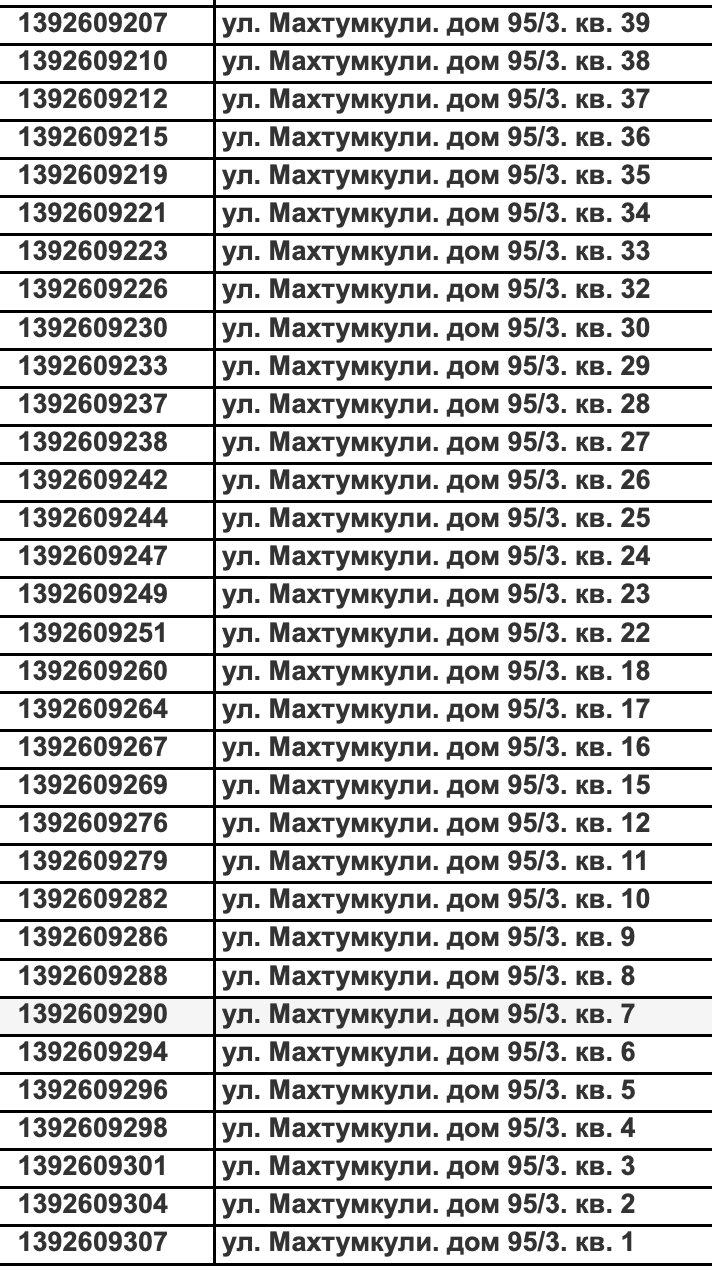 1392609207 ул. Махтумкули. дом 95/3. кв. 39
1392609210 ул. Махтумкули. дом 95/3. кв. 38
1392609212 ул. Махтумкули. дом 95/3. кв. 37
1392609215 ул. Махтумкули. дом 95/3. кв. 36
1392609219 ул. Махтумкули. дом 95/3. кв. 35
1392609221 ул. Махтумкули. дом 95/3. кв. 34
1392609223 ул. Махтумкули. дом 95/3. кв. 33
1392609226 ул. Махтумкули. дом 95/3. кв. 32
1392609230 ул. Махтумкули. дом 95/3. кв. 30
1392609233 ул. Махтумкули. дом 95/3. кв. 29
1392609237 ул. Махтумкули. дом 95/3. кв. 28
1392609238 ул. Махтумкули. дом 95/3. кв. 27
1392609242 ул. Махтумкули. дом 95/3. кв. 26
1392609244 ул. Махтумкули. дом 95/3. кв. 25
1392609247 ул. Махтумкули. дом 95/3. кв. 24
1392609249 ул. Махтумкули. дом 95/3. кв. 23
1392609251 ул. Махтумкули. дом 95/3. кв. 22
1392609260 ул. Махтумкули. дом 95/3. кв. 18
1392609264 ул. Махтумкули. дом 95/3. кв. 17
1392609267 ул. Махтумкули. дом 95/3. кв. 16
1392609269 ул. Махтумкули. дом 95/3. кв. 15
1392609276 ул. Махтумкули. дом 95/3. кв. 12
1392609279 ул. Махтумкули. дом 95/3. кв. 11
1392609282 ул. Махтумкули. дом 95/3. кв. 10
1392609286 ул. Махтумкули. дом 95/3. кв. 9
1392609288 ул. Махтумкули. дом 95/3. кв. 8
1392609290 ул. Махтумкули. дом 95/3. кв. 7
1392609294 ул. Махтумкули. дом 95/3. кв. 6
1392609296 ул. Махтумкули. дом 95/3. кв. 5
1392609298 ул. Махтумкули. дом 95/3. кв. 4
1392609301 ул. Махтумкули. дом 95/3. кв. 3
1392609304 ул. Махтумкули. дом 95/3. кв. 2
1392609307 ул. Махтумкули. дом 95/3. кв. 1